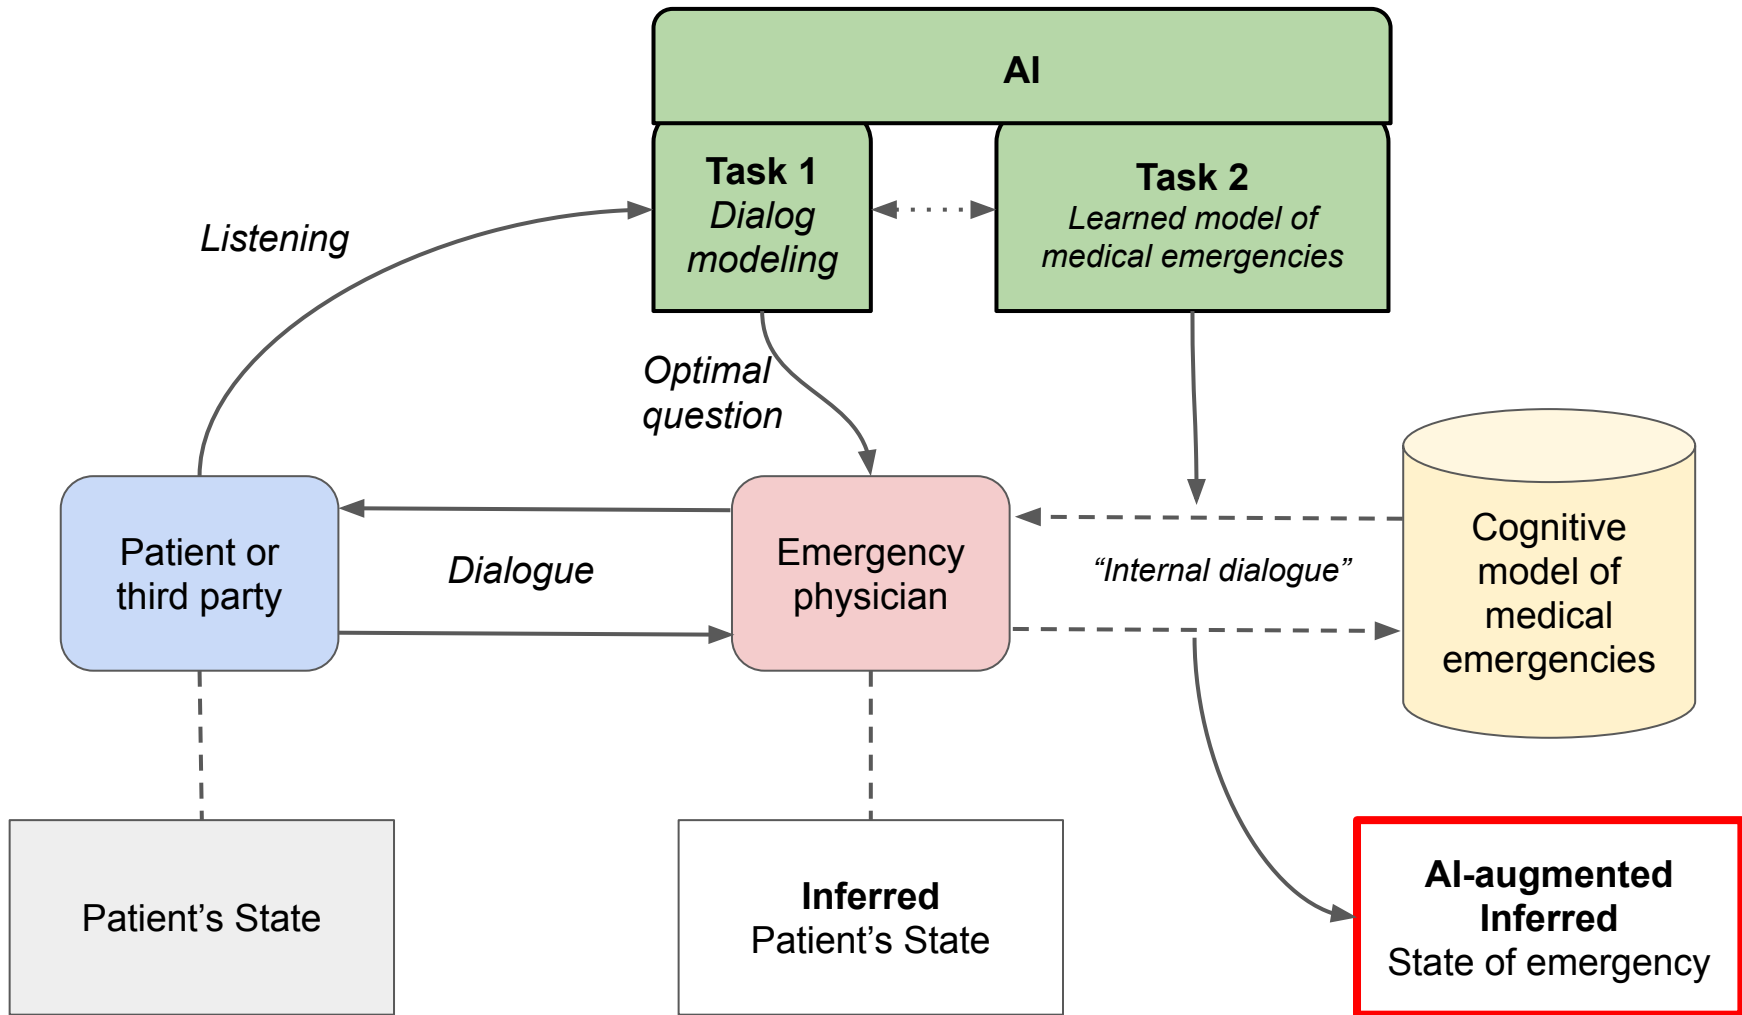 AI
Task 1
Dialog
modeling
Task 2
Learned model of
medical emergencies
Listening
Optimal
question
Patient or
third party
Dialogue
Emergency
physician
“Internal dialogue”
Cognitive
model of
medical
emergencies
Patient’s State
Inferred
Patient’s State
AI-augmented
Inferred
State of emergency